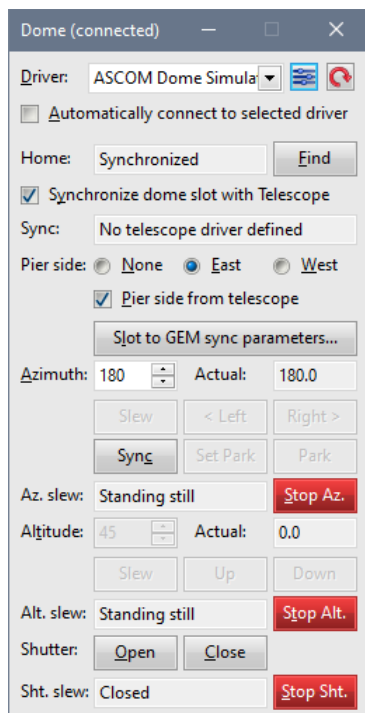 Dome (connected)
Driver: ASCOM Dome Simulat
Automatically connect to selected driver
Home: Synchronized Find
Synchronize dome slot with Telescope
Sync: No telescope driver defined
Pier side: None East West
Pier side from telescope
Slot to GEM sync parameters...
Azimuth: 180 Actual: 180.0
Slew < Left Right >
Sync Set Park Park
Az. slew: Standing still Stop Az.
Altitude: 45 Actual: 0.0
Slew Up Down
Alt. slew: Standing still Stop Alt.
Shutter: Open Close
Sht. slew: Closed Stop Sht.